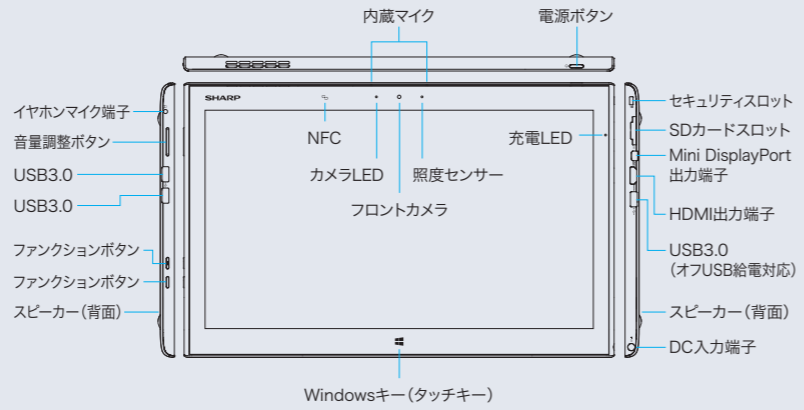 内蔵マイク
電源ボタン
SHARP
イヤホンマイク端子
音量調整ボタン
USB3.0
USB3.0
ファンクションボタン
ファンクションボタン
スピーカー（背面）
NFC
カメラLED
照度センサー
フロントカメラ
充電LED
セキュリティスロット
SDカードスロット
Mini DisplayPort
出力端子
HDMI出力端子
USB3.0
（オフUSB給電対応）
スピーカー（背面）
DC入力端子
Windowsキー（タッチキー）